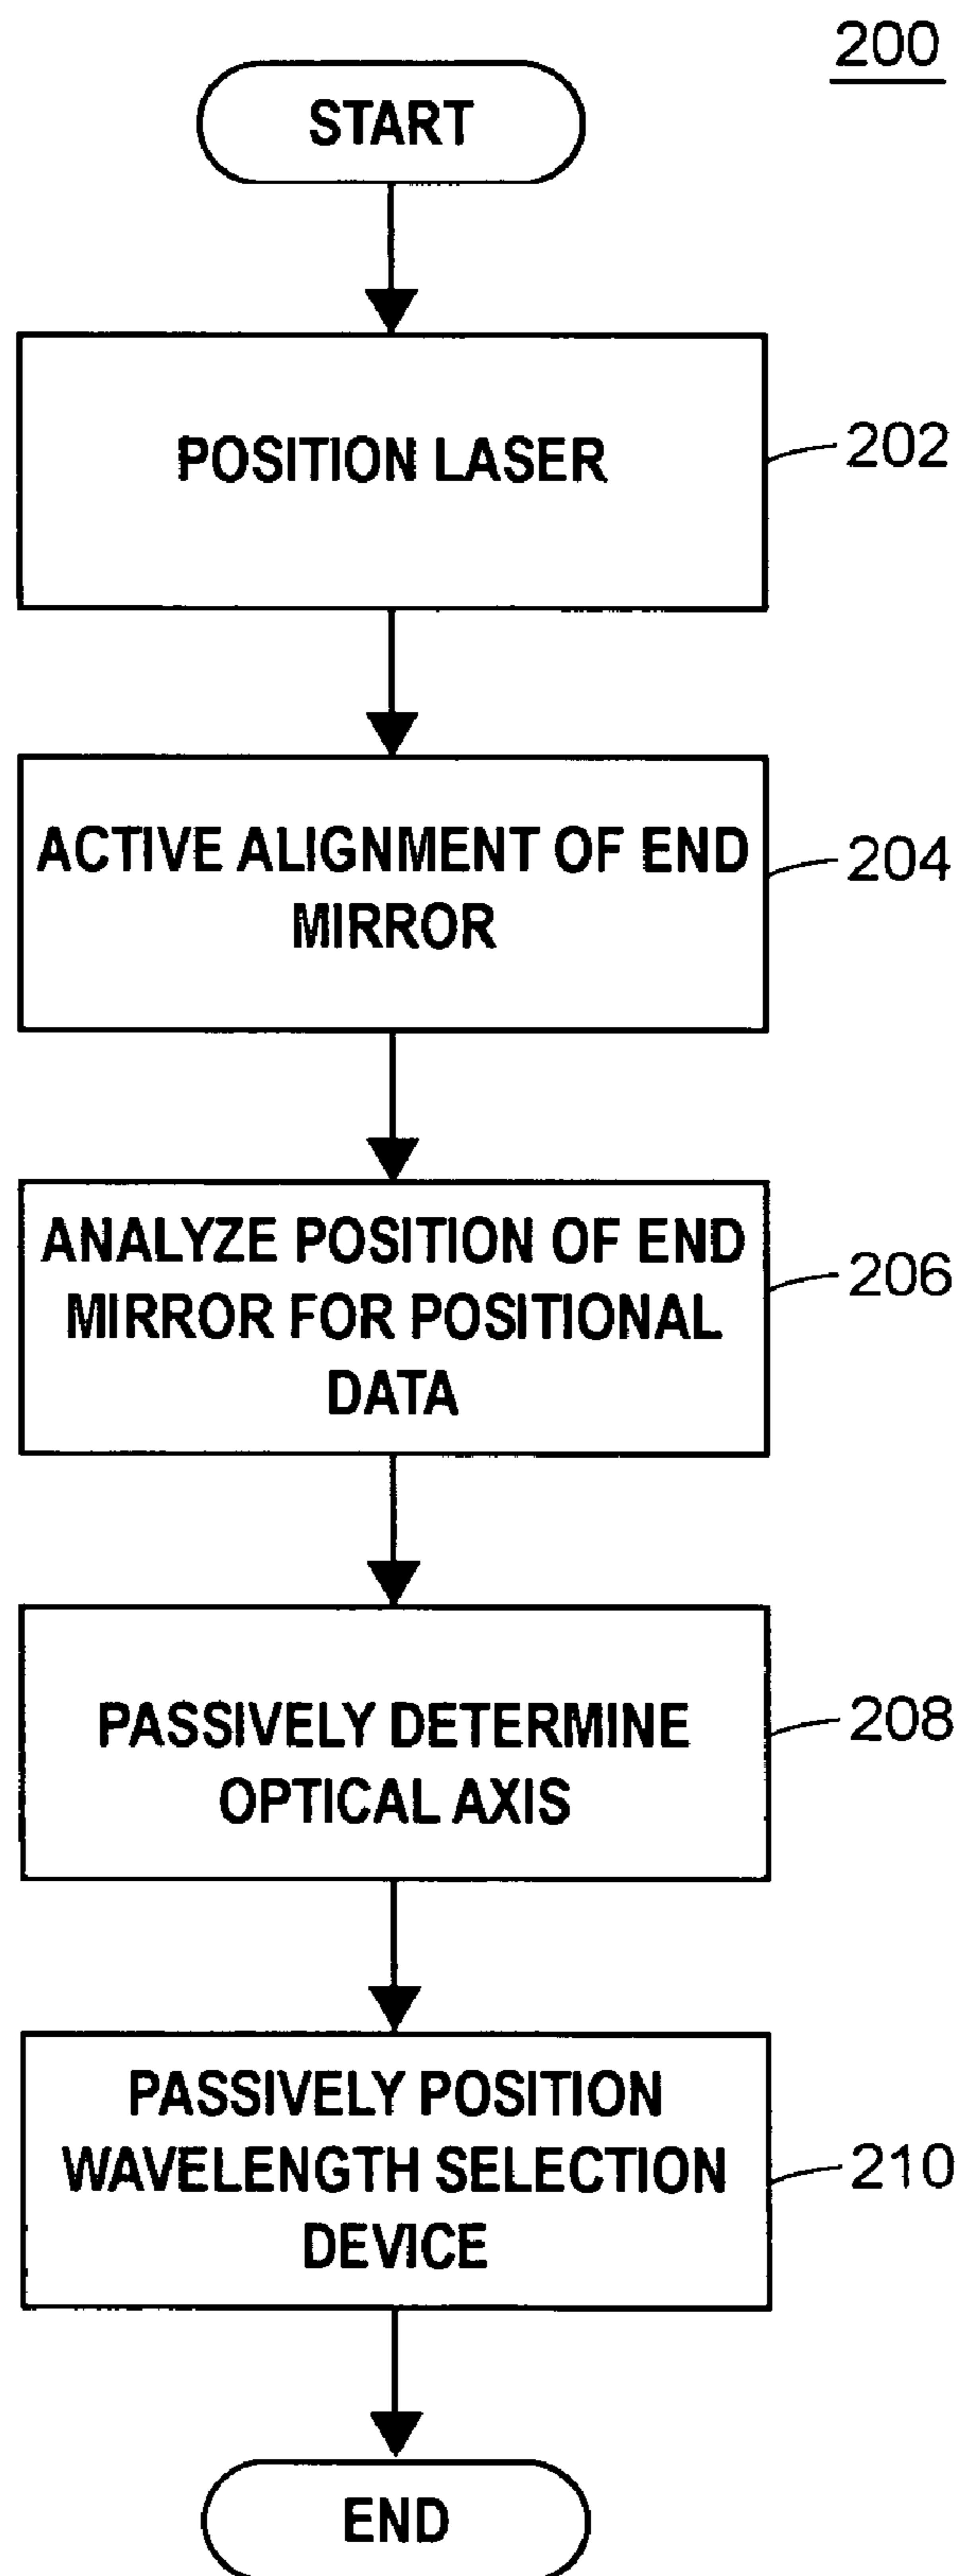 200
START
POSITION LASER
202
ACTIVE ALIGNMENT OF END
MIRROR
204
ANALYZE POSITION OF END
MIRROR FOR POSITIONAL
DATA
206
PASSIVELY DETERMINE
OPTICAL AXIS
208
PASSIVELY POSITION
WAVELENGTH SELECTION
DEVICE
210
END